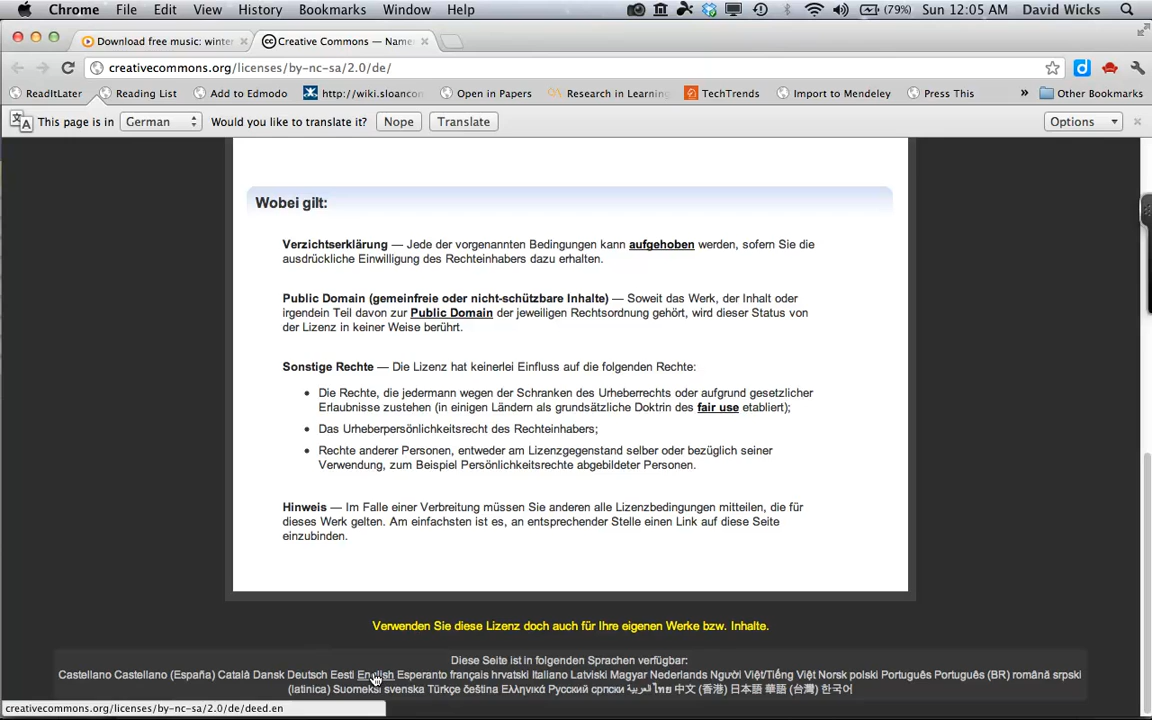 Chrome File Edit View History Bookmarks Window Help (79%) Sun 12:05 AM David Wicks
Download free music: winter Creative Commons — Name
creativecommons.org/licenses/by-nc-sa/2.0/de/
ReadItLater Reading List Add to Edmodo http://wiki.sloancon Open in Papers Research in Learning TechTrends Import to Mendeley Press This » Other Bookmarks
This page is in German Would you like to translate it? Nope Translate Options
Wobei gilt:
Verzichtserklärung — Jede der vorgenannten Bedingungen kann aufgehoben werden, sofern Sie die
ausdrückliche Einwilligung des Rechteinhabers dazu erhalten.
Public Domain (gemeinfreie oder nicht-schützbare Inhalte) — Soweit das Werk, der Inhalt oder
irgendein Teil davon zur Public Domain der jeweiligen Rechtsordnung gehört, wird dieser Status von
der Lizenz in keiner Weise berührt.
Sonstige Rechte — Die Lizenz hat keinerlei Einfluss auf die folgenden Rechte:
• Die Rechte, die jedermann wegen der Schranken des Urheberrechts oder aufgrund gesetzlicher
Erlaubnisse zustehen (in einigen Ländern als grundsätzliche Doktrin des fair use etabliert);
• Das Urheberpersönlichkeitsrecht des Rechteinhabers;
• Rechte anderer Personen, entweder am Lizenzgegenstand selber oder bezüglich seiner
Verwendung, zum Beispiel Persönlichkeitsrechte abgebildeter Personen.
Hinweis — Im Falle einer Verbreitung müssen Sie anderen alle Lizenzbedingungen mitteilen, die für
dieses Werk gelten. Am einfachsten ist es, an entsprechender Stelle einen Link auf diese Seite
einzubinden.
Verwenden Sie diese Lizenz doch auch für Ihre eigenen Werke bzw. Inhalte.
Diese Seite ist in folgenden Sprachen verfügbar:
Castellano Castellano (España) Català Dansk Deutsch Eesti English Esperanto français hrvatski Italiano Latviski Magyar Nederlands Người Việt/Tiếng Việt Norsk polski Português Português (BR) română srpski
(latinica) Suomeksi svenska Türkçe čeština Ελληνικά Русский српски العربية ไทย 中文 (香港) 日本語 華語 (台灣) 한국어
creativecommons.org/licenses/by-nc-sa/2.0/de/deed.en